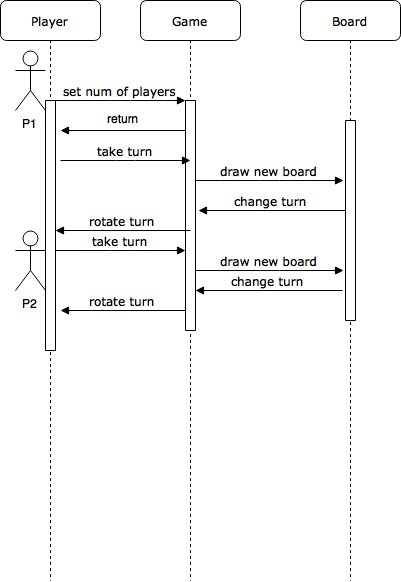 Player
Game
Board
set num of players
P1
return
take turn
draw new board
change turn
rotate turn
take turn
draw new board
change turn
P2
rotate turn